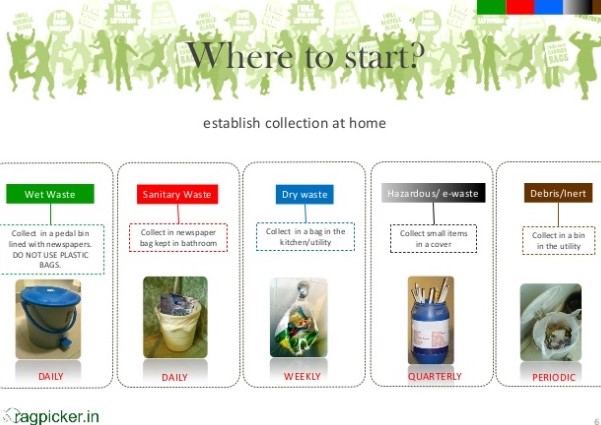 Where to start?
establish collection at home
Wet Waste
Collect in a pedal bin
lined with newspapers.
DO NOT USE PLASTIC
BAGS.
DAILY
Sanitary Waste
Collect in newspaper
bag kept in bathroom
DAILY
Dry waste
Collect in a bag in the
kitchen/utility
WEEKLY
Hazardous/ e-waste
Collect small items
in a cover
QUARTERLY
Debris/Inert
Collect in a bin
in the utility
PERIODIC
ragpicker.in
6